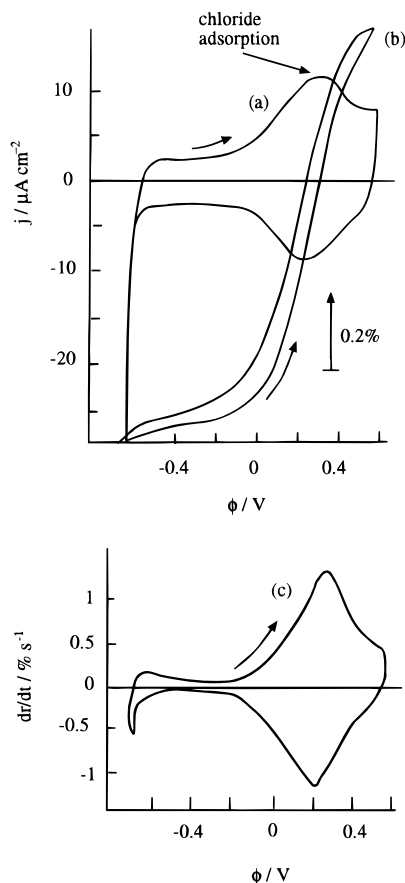 chloride
adsorption
(b)
(a)
10
0
-10
-20
j / μA cm⁻²
0.2%
-0.4 0 0.4
ϕ / V
(c)
1
0.5
0
-0.5
-1
dr/dt / % s⁻¹
-0.4 0 0.4
ϕ / V